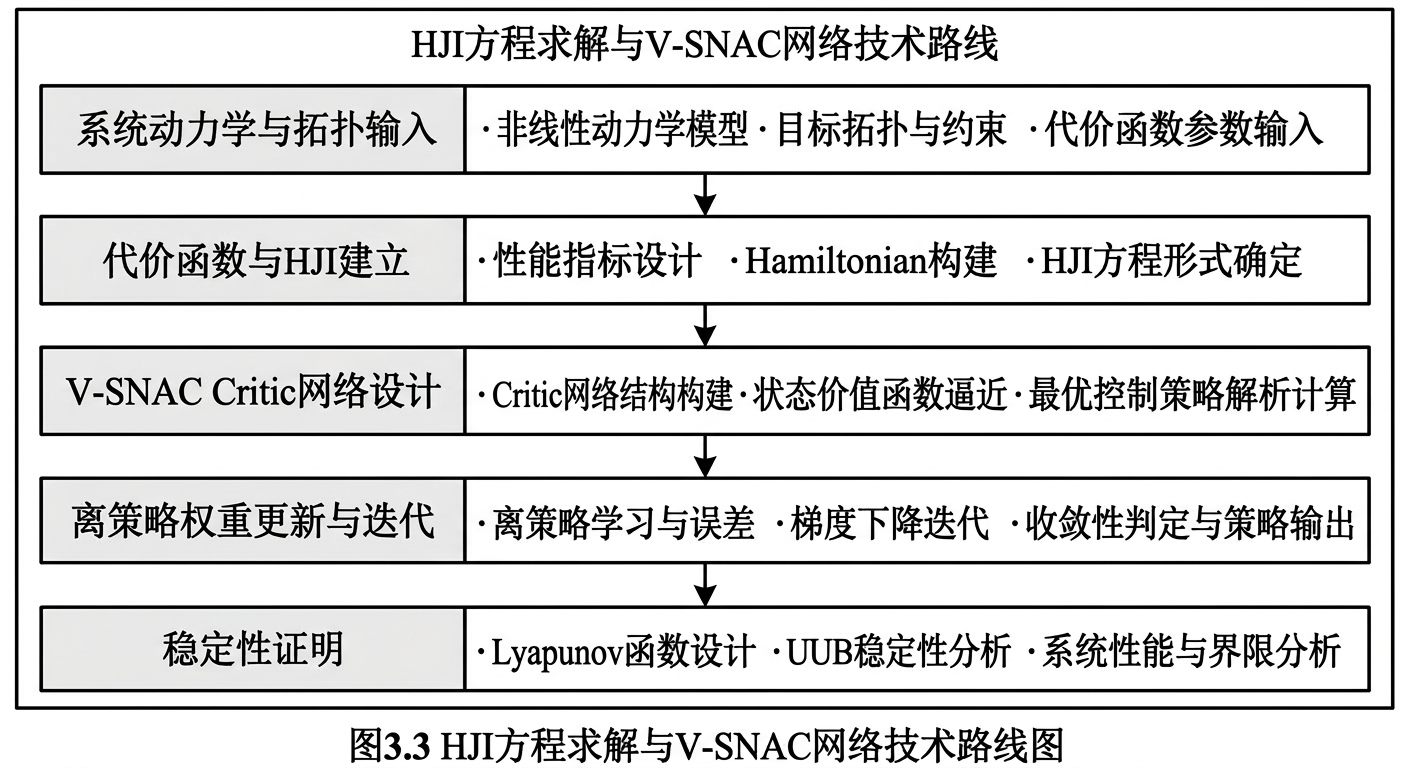 HJI方程求解与V-SNAC网络技术路线
系统动力学与拓扑输入 ·非线性动力学模型 ·目标拓扑与约束 ·代价函数参数输入
代价函数与HJI建立 ·性能指标设计 ·Hamiltonian构建 ·HJI方程形式确定
V-SNAC Critic网络设计 ·Critic网络结构构建 ·状态价值函数逼近 ·最优控制策略解析计算
离策略权重更新与迭代 ·离策略学习与误差 ·梯度下降迭代 ·收敛性判定与策略输出
稳定性证明 ·Lyapunov函数设计 ·UUB稳定性分析 ·系统性能与界限分析
图3.3 HJI方程求解与V-SNAC网络技术路线图